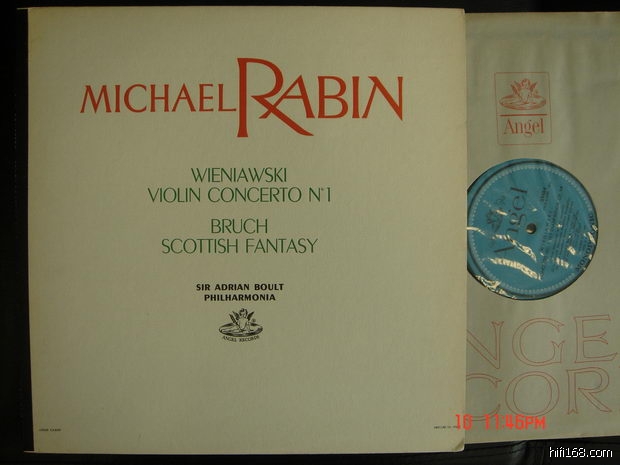 MICHAEL RABIN
WIENIAWSKI
VIOLIN CONCERTO Nº1
BRUCH
SCOTTISH FANTASY
SIR ADRIAN BOULT
PHILHARMONIA
ANGEL RECORDS
Angel
Angel
NGE
COR
10 11:46PM
hifi168.com